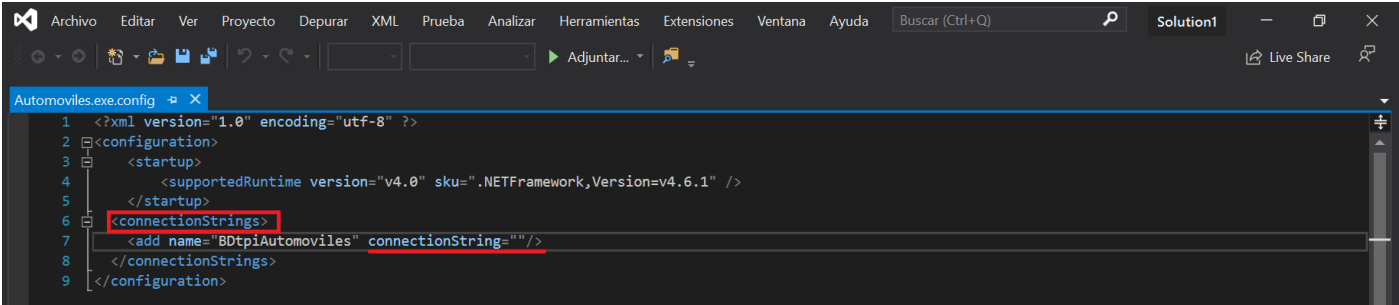 Archivo Editar Ver Proyecto Depurar XML Prueba Analizar Herramientas Extensiones Ventana Ayuda Buscar (Ctrl+Q) Solution1
Adjuntar... Live Share
Automoviles.exe.config
1 <?xml version="1.0" encoding="utf-8" ?>
2 <configuration>
3 <startup>
4 <supportedRuntime version="v4.0" sku=".NETFramework,Version=v4.6.1" />
5 </startup>
6 <connectionStrings>
7 <add name="BDtpiAutomoviles" connectionString=""/>
8 </connectionStrings>
9 </configuration>